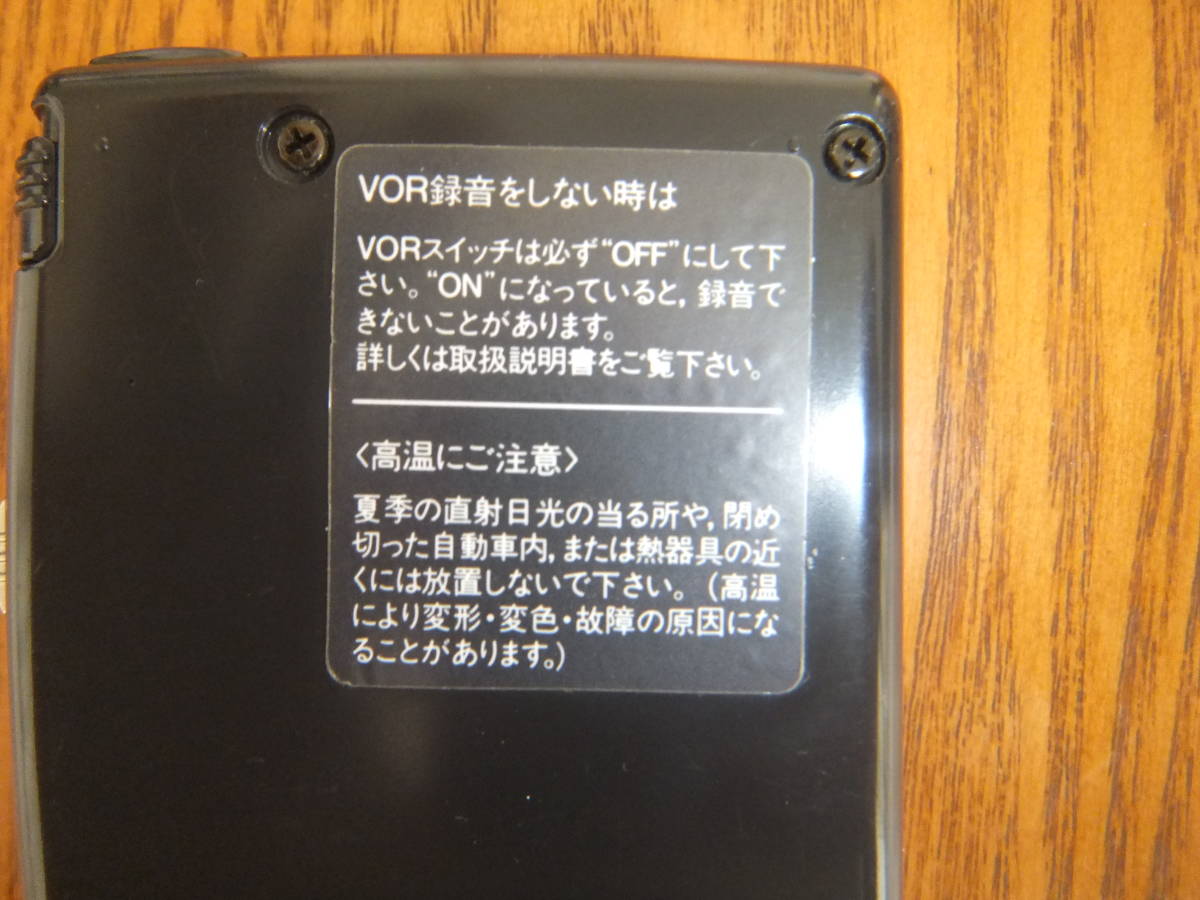 VOR録音をしない時は
VORスイッチは必ず“OFF”にして下
さい。“ON”になっていると, 録音で
きないことがあります。
詳しくは取扱説明書をご覧下さい。
〈高温にご注意〉
夏季の直射日光の当る所や, 閉め
切った自動車内, または熱器具の近
くには放置しないで下さい。(高温
により変形・変色・故障の原因にな
ることがあります。)